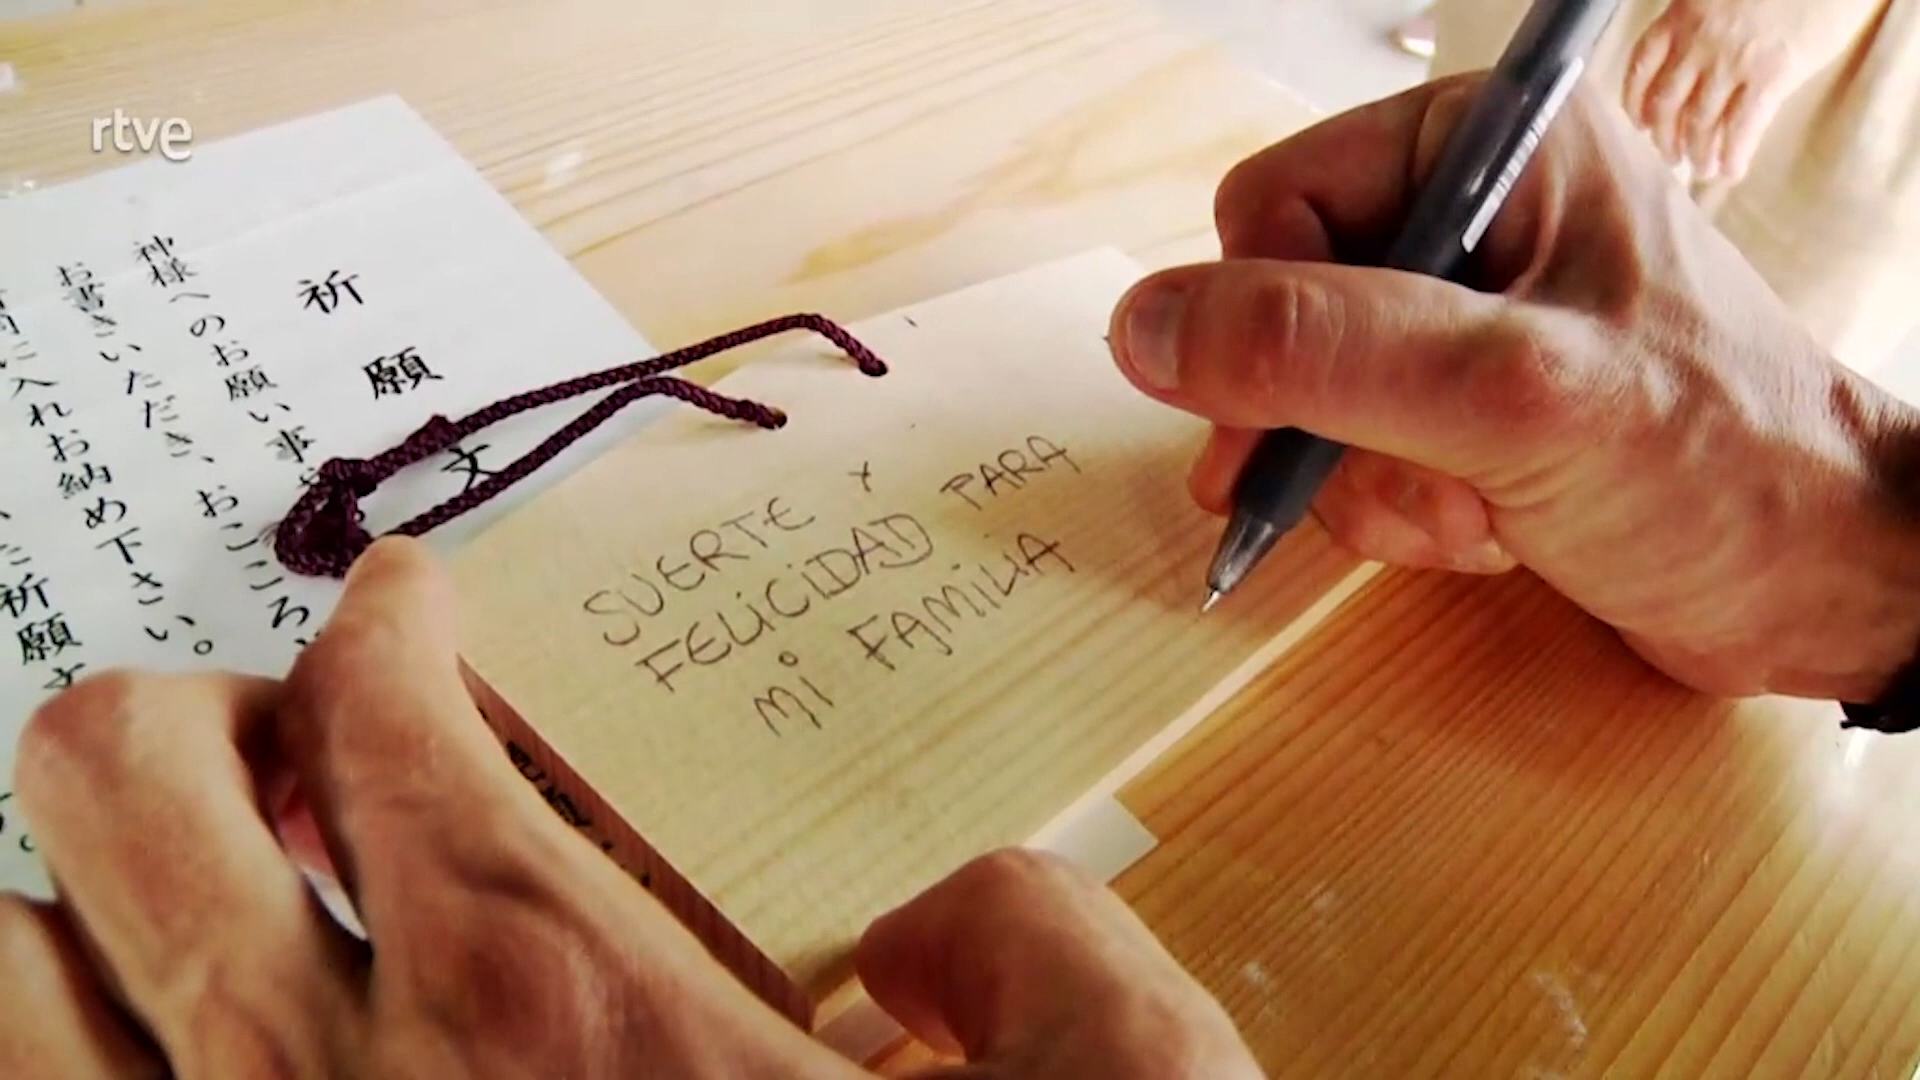 rtve
祈願文
神様へのお願い事
お書きいただき、おこころ
に入れお納め下さい。
祈願文
SUERTE Y
FELICIDAD PARA
MI FAMILIA